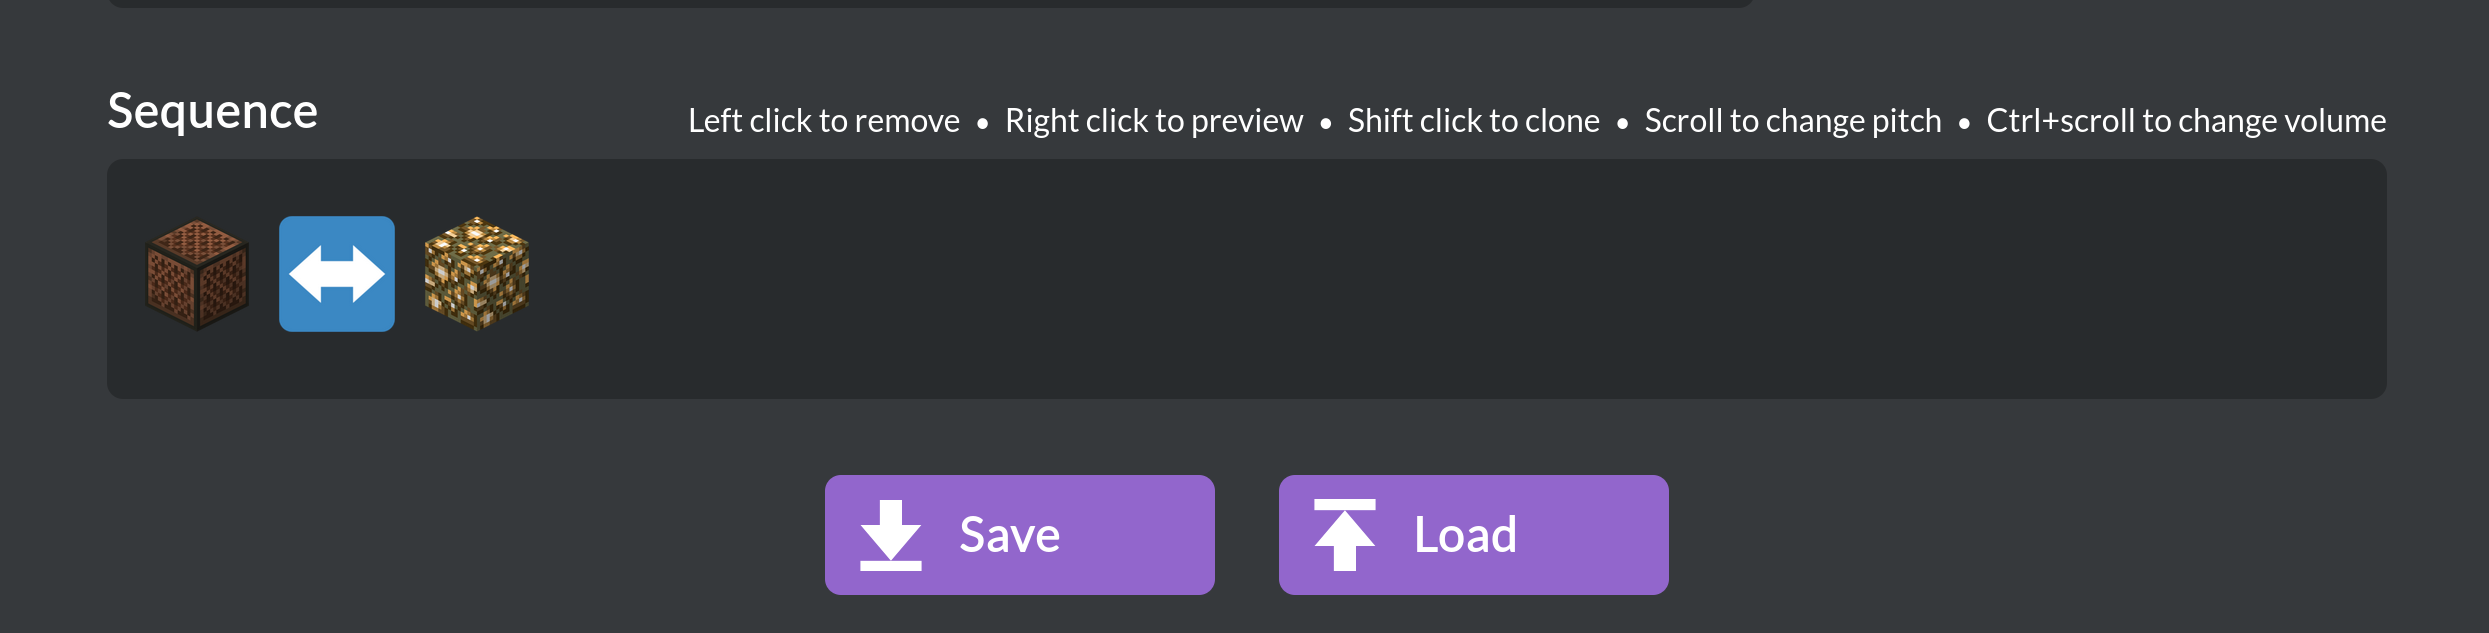 Sequence
Left click to remove • Right click to preview • Shift click to clone • Scroll to change pitch • Ctrl+scroll to change volume
Save
Load